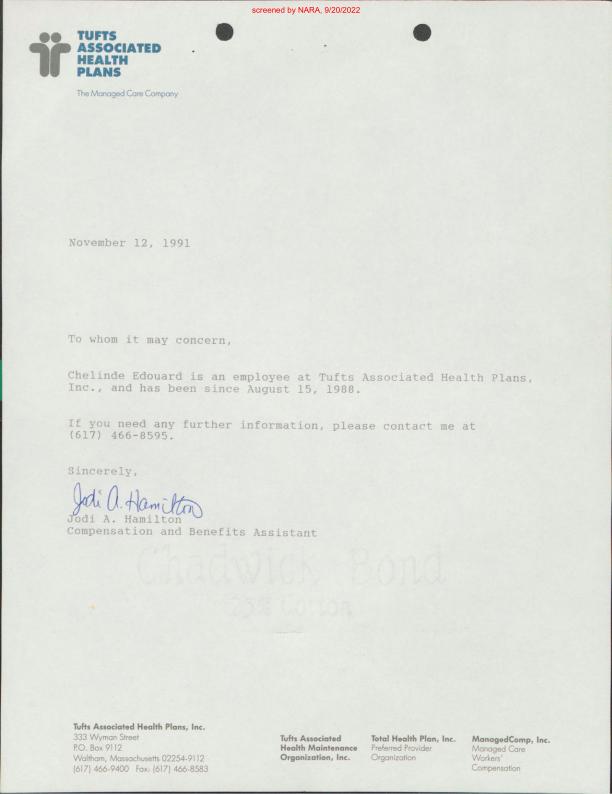 screened by NARA, 9/20/2022
TUFTS
ASSOCIATED
HEALTH
PLANS
The Managed Care Company
November 12, 1991
To whom it may concern,
Chelinde Edouard is an employee at Tufts Associated Health Plans,
Inc., and has been since August 15, 1988.
If you need any further information, please contact me at
(617) 466-8595.
Sincerely,
Jodi A. Hamilton
Jodi A. Hamilton
Compensation and Benefits Assistant
Chadwick Bond
25% Cotton
Tufts Associated Health Plans, Inc.
333 Wyman Street
P.O. Box 9112
Waltham, Massachusetts 02254-9112
(617) 466-9400 Fax: (617) 466-8583
Tufts Associated
Health Maintenance
Organization, Inc.
Total Health Plan, Inc.
Preferred Provider
Organization
ManagedComp, Inc.
Managed Care
Workers'
Compensation